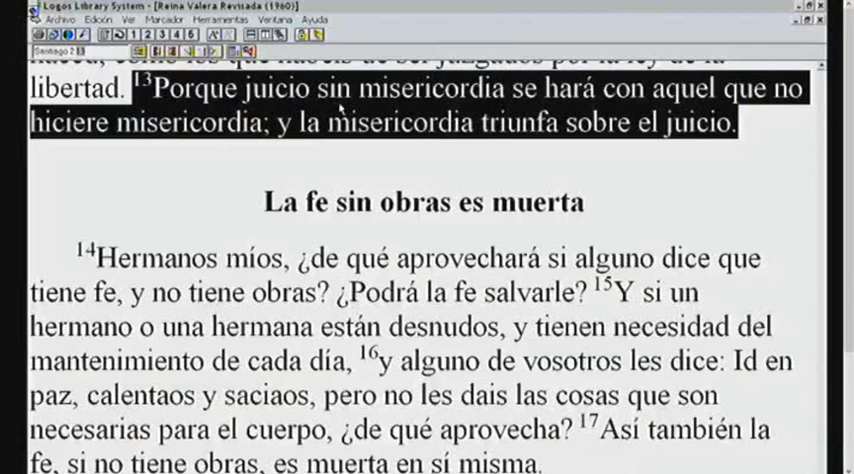 Logos Library System - [Reina Valera Revisada (1960)]
Archivo Edición Ver Marcador Herramientas Ventana Ayuda
Santiago 2
libertad. 13Porque juicio sin misericordia se hará con aquel que no
hiciere misericordia; y la misericordia triunfa sobre el juicio.
La fe sin obras es muerta
14Hermanos míos, ¿de qué aprovechará si alguno dice que
tiene fe, y no tiene obras? ¿Podrá la fe salvarle? 15Y si un
hermano o una hermana están desnudos, y tienen necesidad del
mantenimiento de cada día, 16y alguno de vosotros les dice: Id en
paz, calentaos y saciaos, pero no les dais las cosas que son
necesarias para el cuerpo, ¿de qué aprovecha? 17Así también la
fe, si no tiene obras, es muerta en sí misma.